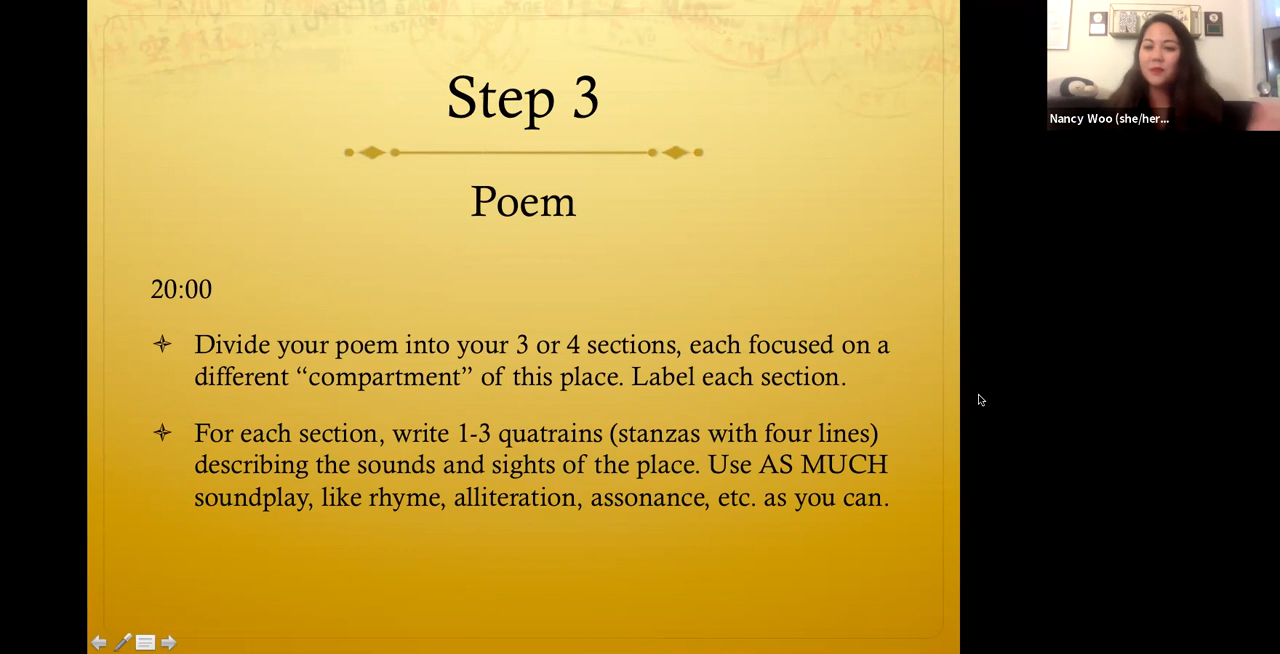 Step 3
Poem
20:00
Divide your poem into your 3 or 4 sections, each focused on a
different “compartment” of this place. Label each section.
For each section, write 1-3 quatrains (stanzas with four lines)
describing the sounds and sights of the place. Use AS MUCH
soundplay, like rhyme, alliteration, assonance, etc. as you can.
Nancy Woo (she/her...